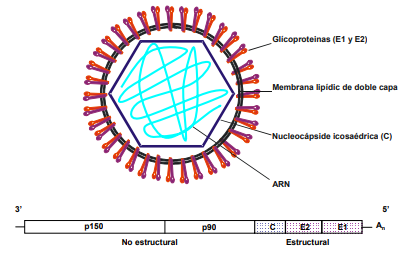 Glicoproteinas (E1 y E2)
Membrana lipídic de doble capa
Nucleocápside icosaédrica (C)
ARN
3' 5'
p150 p90 C E2 E1 An
No estructural Estructural